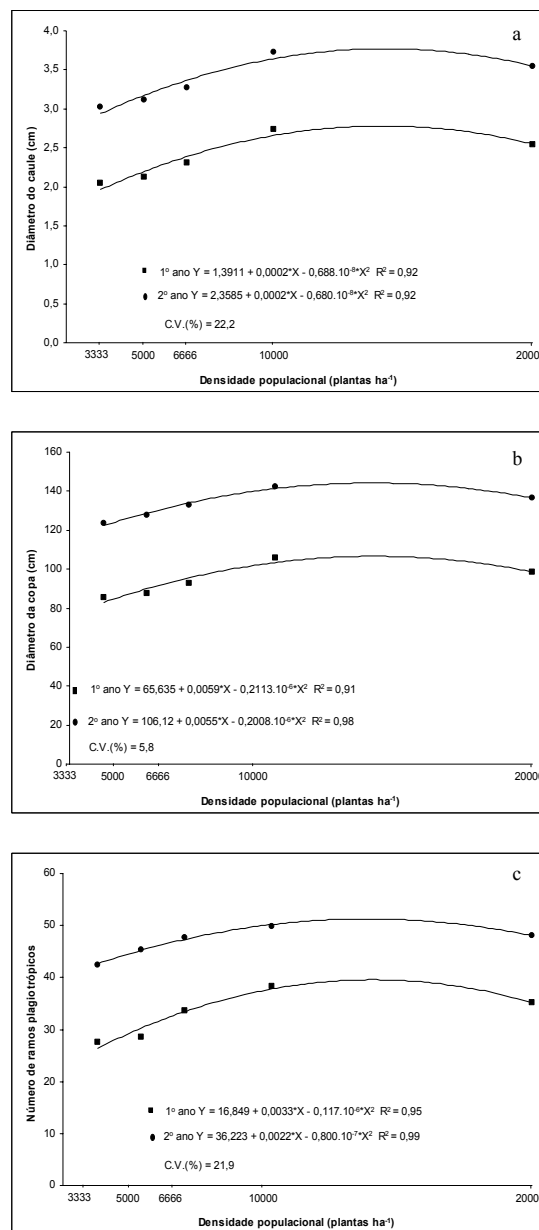 a
4,0
3,5
3,0
2,5
2,0
1,5
1,0
0,5
0,0
Diâmetro do caule (cm)
1º ano Y = 1,3911 + 0,0002*X - 0,688.10⁻⁸*X² R² = 0,92
2º ano Y = 2,3585 + 0,0002*X - 0,680.10⁻⁸*X² R² = 0,92
C.V.(%) = 22,2
3333 5000 6666 10000 2000
Densidade populacional (plantas ha⁻¹)
b
160
140
120
100
80
60
40
20
0
Diâmetro da copa (cm)
1º ano Y = 65,635 + 0,0059*X - 0,2113.10⁻⁶*X² R² = 0,91
2º ano Y = 106,12 + 0,0055*X - 0,2008.10⁻⁶*X² R² = 0,98
C.V.(%) = 5,8
3333 5000 6666 10000 2000
Densidade populacional (plantas ha⁻¹)
c
60
50
40
30
20
10
0
Número de ramos plagiotrópicos
1º ano Y = 16,849 + 0,0033*X - 0,117.10⁻⁶*X² R² = 0,95
2º ano Y = 36,223 + 0,0022*X - 0,800.10⁻⁷*X² R² = 0,99
C.V.(%) = 21,9
3333 5000 6666 10000 2000
Densidade populacional (plantas ha⁻¹)